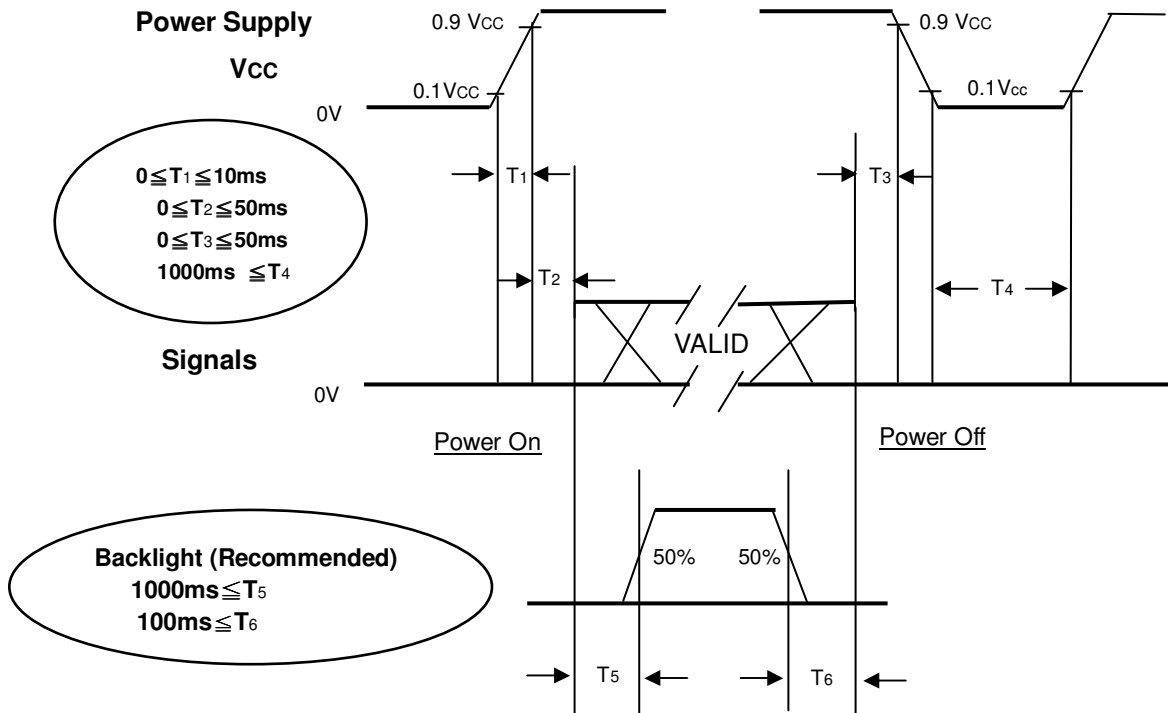 Power Supply
VCC
0.9 VCC
0.1VCC
0V
0.9 VCC
0.1Vcc
0≦T1≦10ms
0≦T2≦50ms
0≦T3≦50ms
1000ms ≦T4
T1
T3
T2
T4
Signals
VALID
0V
Power On
Power Off
Backlight (Recommended)
1000ms≦T5
100ms≦T6
50%
50%
T5
T6